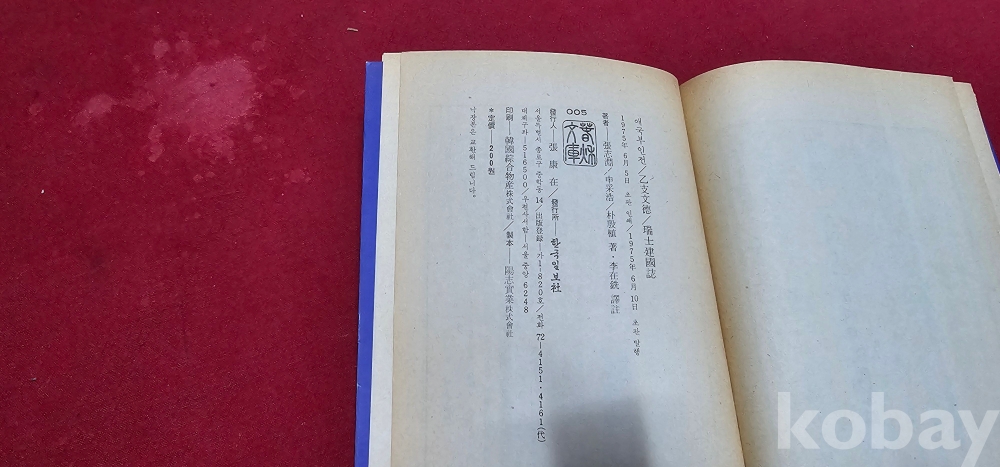 애국부인전/乙支文德/瑞士建國誌
1975年 6月 5日 초판 인쇄/1975年 6月 10日 초판 발행
著者──張志淵/申采浩/朴殷植 著·李在銑 譯註
005
春秋文庫
發行人──張康在/發行所──한국일보社
서울특별시 종로구 중학동 14/出版登錄──가1─820호/전화 72─4151·4161(代)
대체구좌─516500/우편사서함─서울 중앙 6248
印刷──韓國綜合物産株式會社/製本──陽志實業株式會社
*定價──200원
낙장본은 교환해 드립니다.
kobay